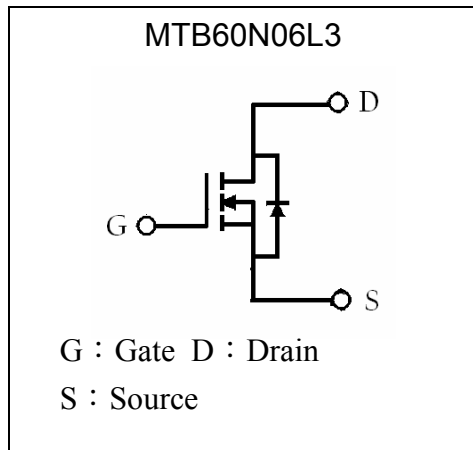 MTB60N06L3
D
G
S
G：Gate D：Drain
S：Source